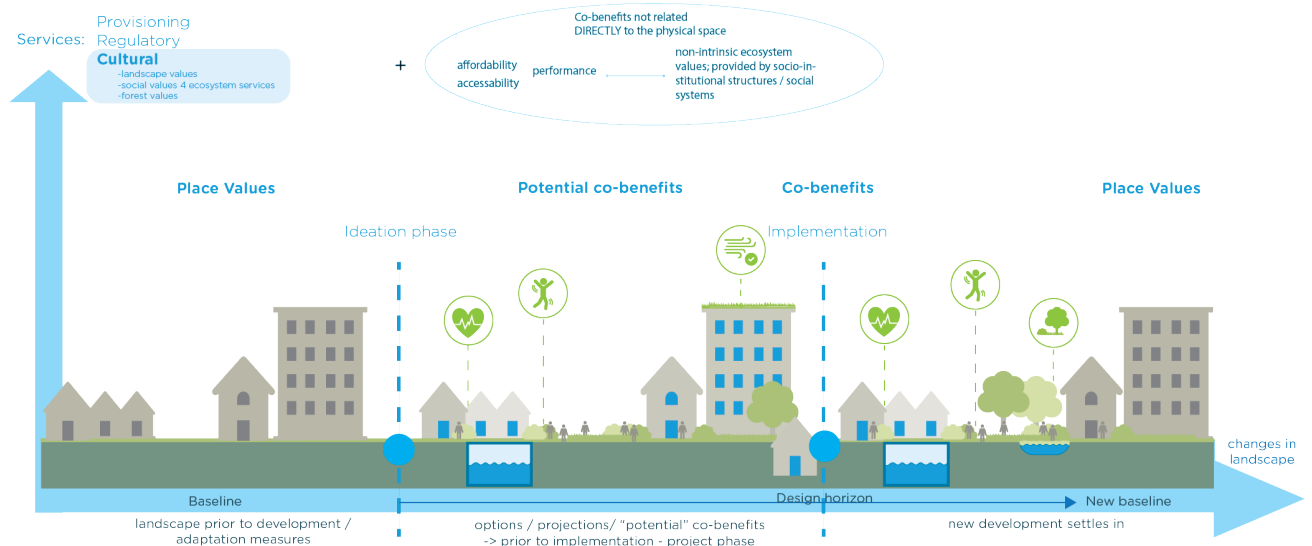 Services:
Provisioning
Regulatory
Cultural
-landscape values
-social values 4 ecosystem services
-forest values
+
Co-benefits not related
DIRECTLY to the physical space
affordability
accessability
performance
non-intrinsic ecosystem
values; provided by socio-in-
stitutional structures / social
systems
Place Values
Potential co-benefits
Co-benefits
Place Values
Ideation phase
Implementation
changes in
landscape
Baseline
Design horizon
New baseline
landscape prior to development /
adaptation measures
options / projections/ “potential” co-benefits
-> prior to implementation - project phase
new development settles in